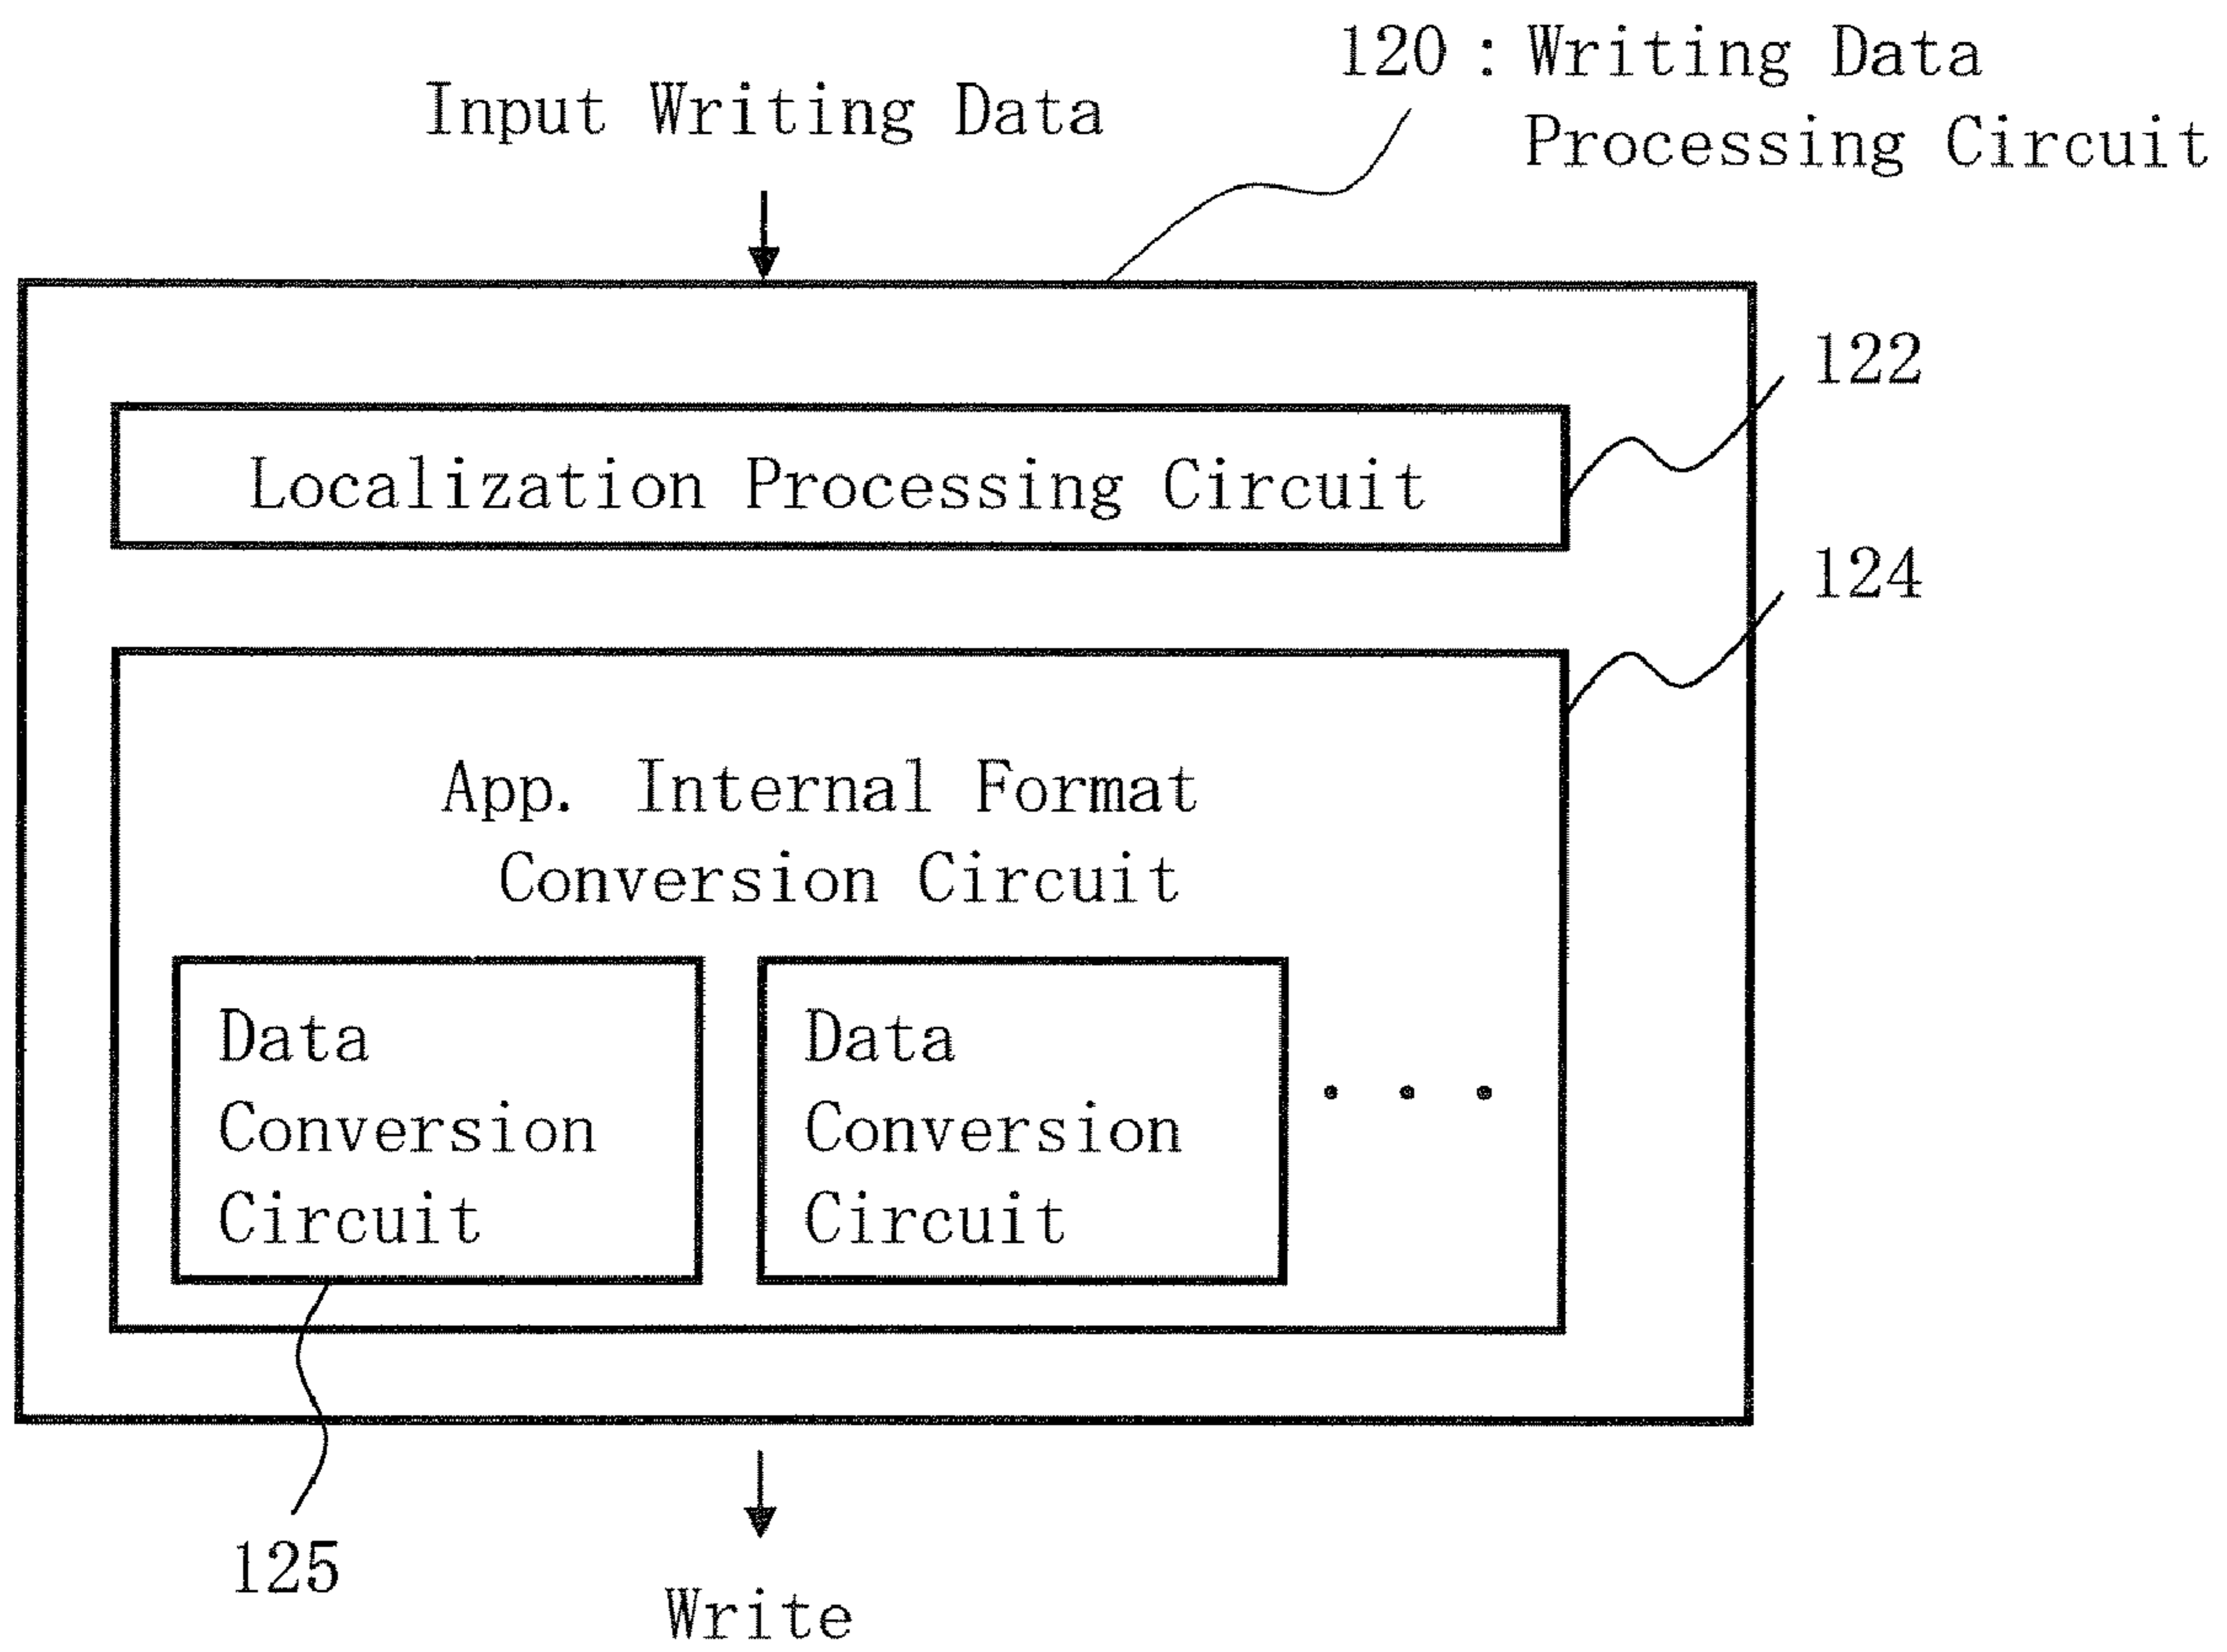 120 : Writing Data
Processing Circuit
Input Writing Data
122
Localization Processing Circuit
124
App. Internal Format
Conversion Circuit
Data
Conversion
Circuit
Data
Conversion
Circuit
. . .
125
Write